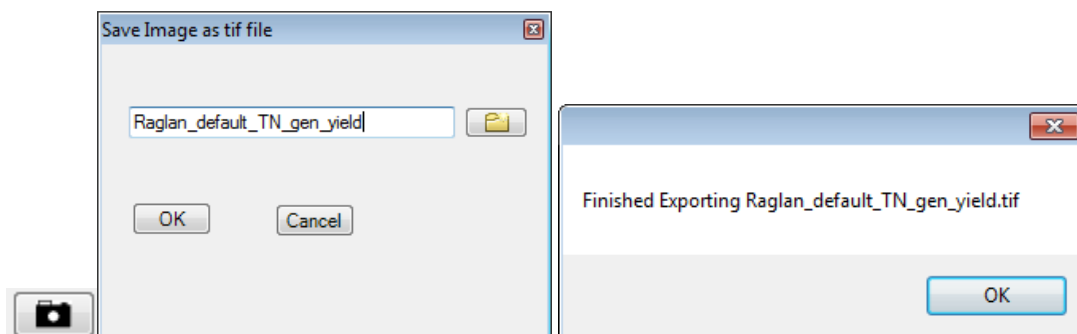 Save Image as tif file
Raglan_default_TN_gen_yield
OK
Cancel
Finished Exporting Raglan_default_TN_gen_yield.tif
OK